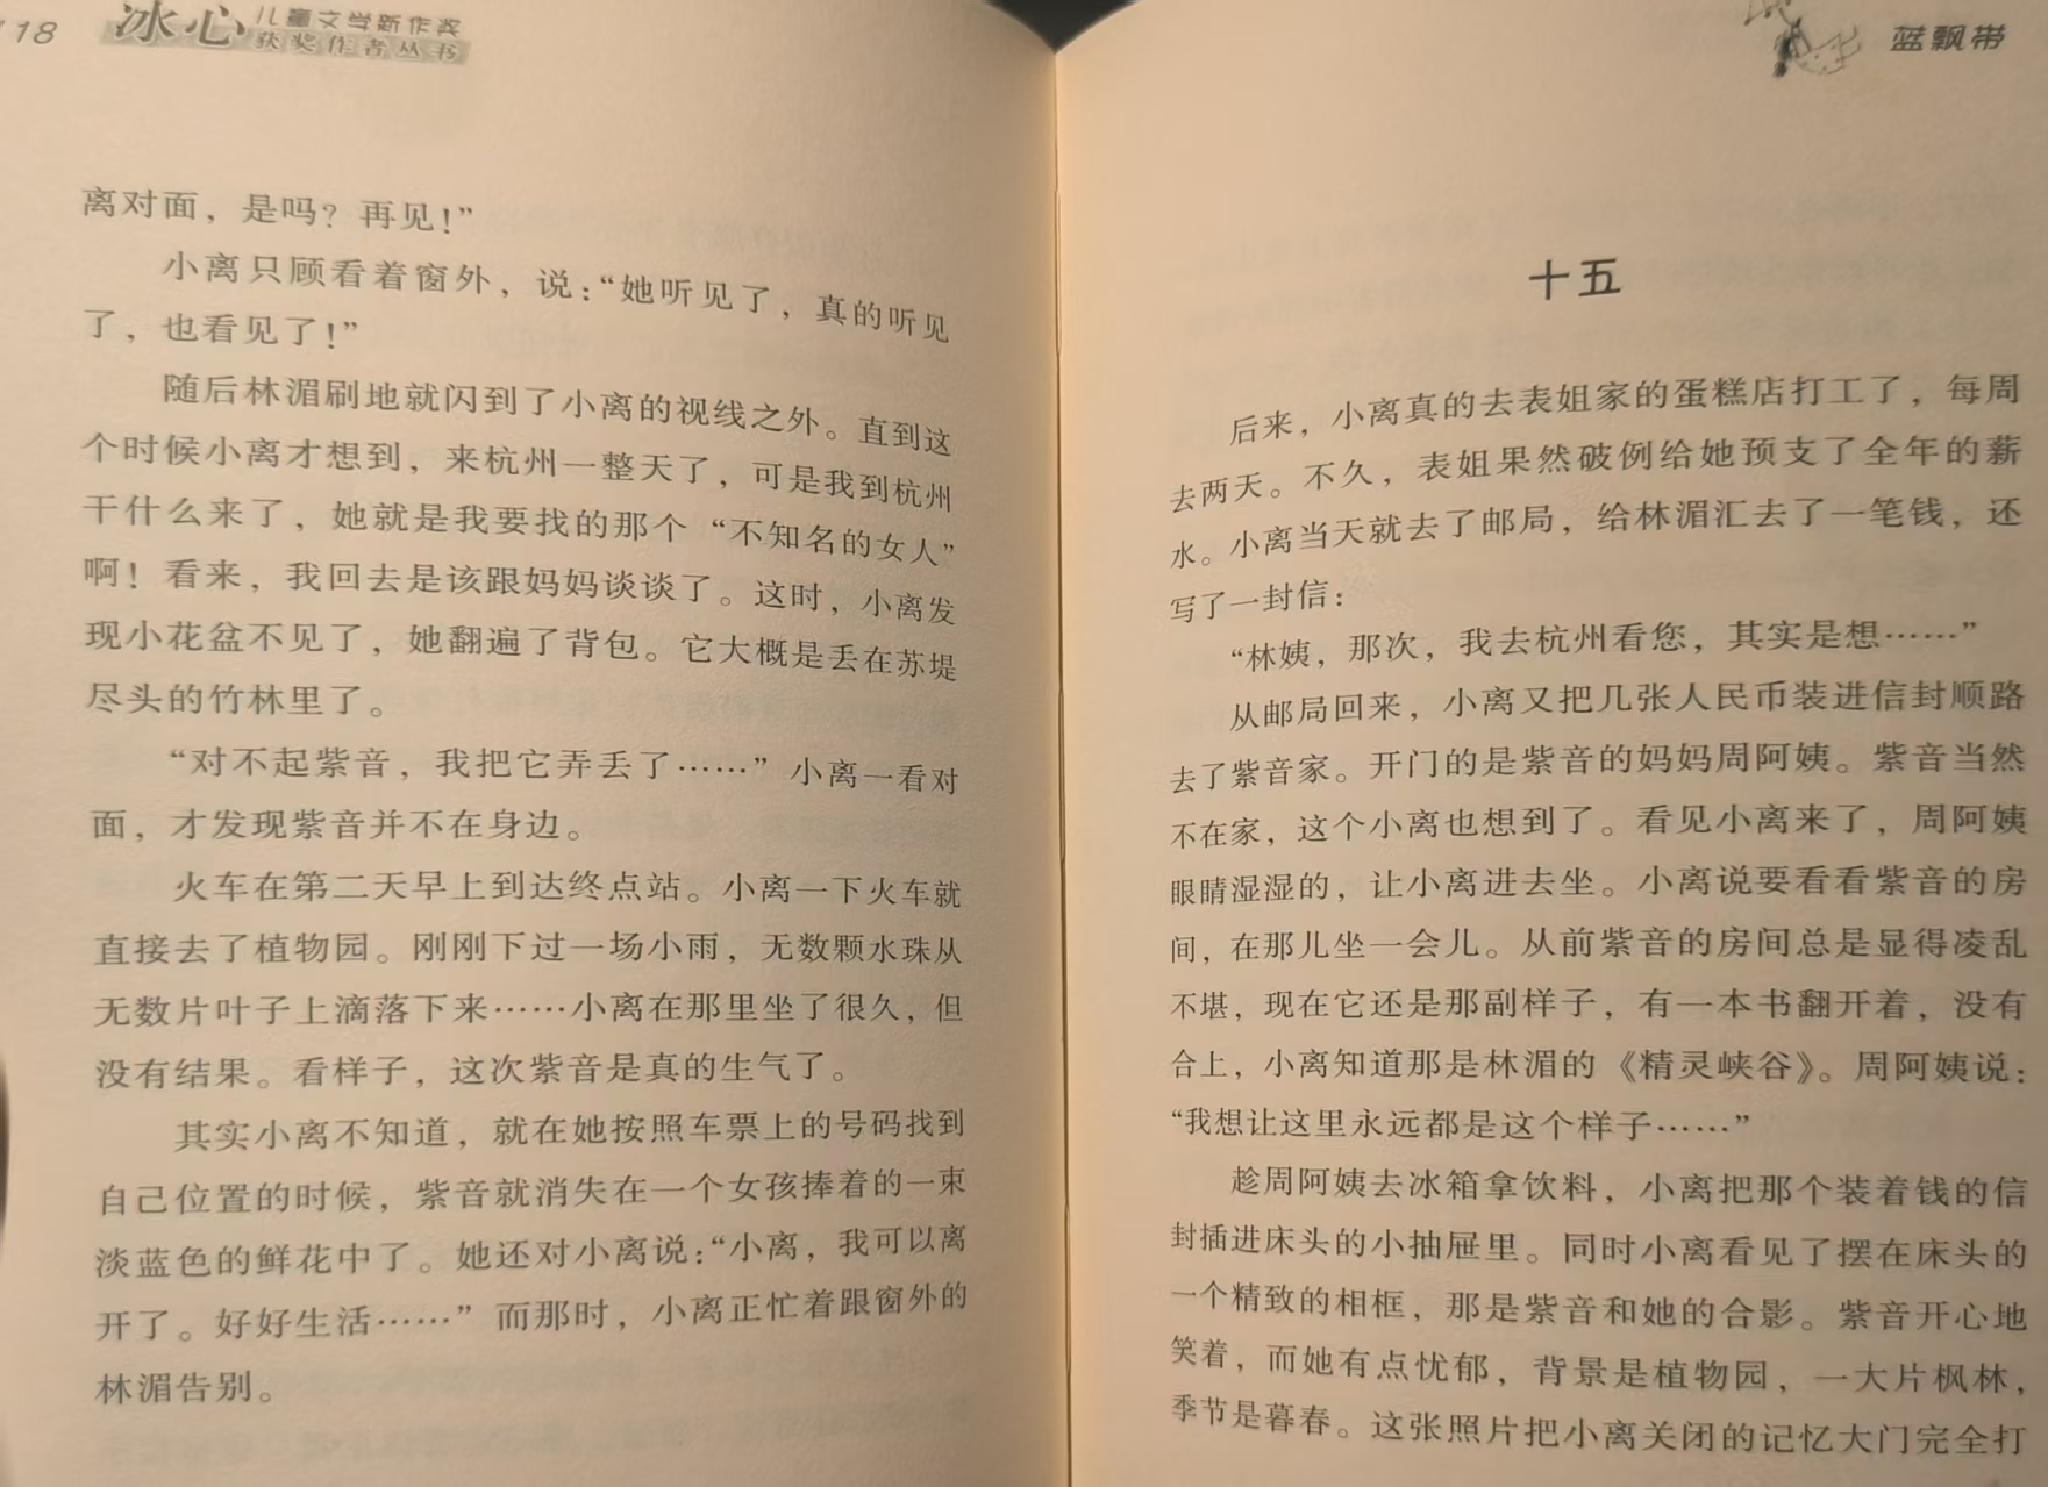 18
冰心
儿童文学新作奖
获奖作者丛书
离对面，是吗？再见！”
小离只顾看着窗外，说：“她听见了，真的听见
了，也看见了！”
随后林湄刷地就闪到了小离的视线之外。直到这
个时候小离才想到，来杭州一整天了，可是我到杭州
干什么来了，她就是我要找的那个“不知名的女人”
啊！看来，我回去是该跟妈妈谈谈了。这时，小离发
现小花盆不见了，她翻遍了背包。它大概是丢在苏堤
尽头的竹林里了。
“对不起紫音，我把它弄丢了……”小离一看对
面，才发现紫音并不在身边。
火车在第二天早上到达终点站。小离一下火车就
直接去了植物园。刚刚下过一场小雨，无数颗水珠从
无数片叶子上滴落下来……小离在那里坐了很久，但
没有结果。看样子，这次紫音是真的生气了。
其实小离不知道，就在她按照车票上的号码找到
自己位置的时候，紫音就消失在一个女孩捧着的一束
淡蓝色的鲜花中了。她还对小离说：“小离，我可以离
开了。好好生活……”而那时，小离正忙着跟窗外的
林湄告别。
蓝飘带
十五
后来，小离真的去表姐家的蛋糕店打工了，每周
去两天。不久，表姐果然破例给她预支了全年的薪
水。小离当天就去了邮局，给林湄汇去了一笔钱，还
写了一封信：
“林姨，那次，我去杭州看您，其实是想……”
从邮局回来，小离又把几张人民币装进信封顺路
去了紫音家。开门的是紫音的妈妈周阿姨。紫音当然
不在家，这个小离也想到了。看见小离来了，周阿姨
眼睛湿湿的，让小离进去坐。小离说要看看紫音的房
间，在那儿坐一会儿。从前紫音的房间总是显得凌乱
不堪，现在它还是那副样子，有一本书翻开着，没有
合上，小离知道那是林湄的《精灵峡谷》。周阿姨说：
“我想让这里永远都是这个样子……”
趁周阿姨去冰箱拿饮料，小离把那个装着钱的信
封插进床头的小抽屉里。同时小离看见了摆在床头的
一个精致的相框，那是紫音和她的合影。紫音开心地
笑着，而她有点忧郁，背景是植物园，一大片枫林，
季节是暮春。这张照片把小离关闭的记忆大门完全打